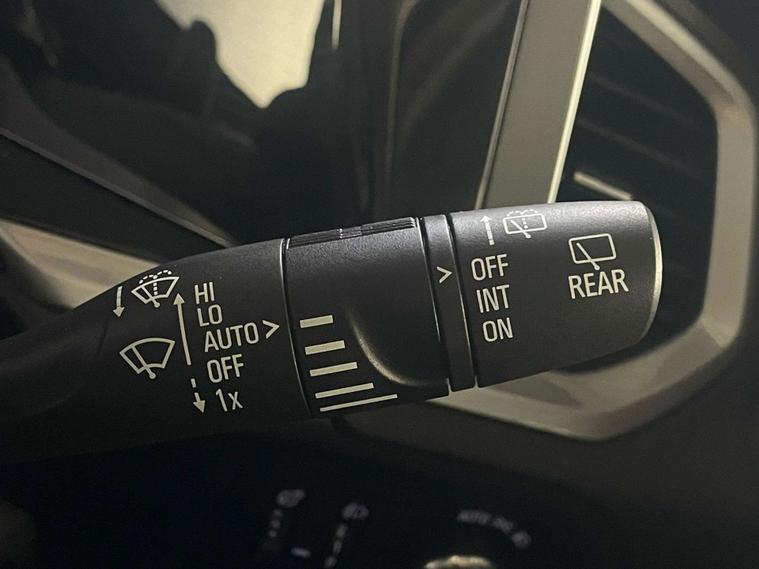 HI
LO
AUTO >
OFF
1x
>
OFF
INT
ON
REAR